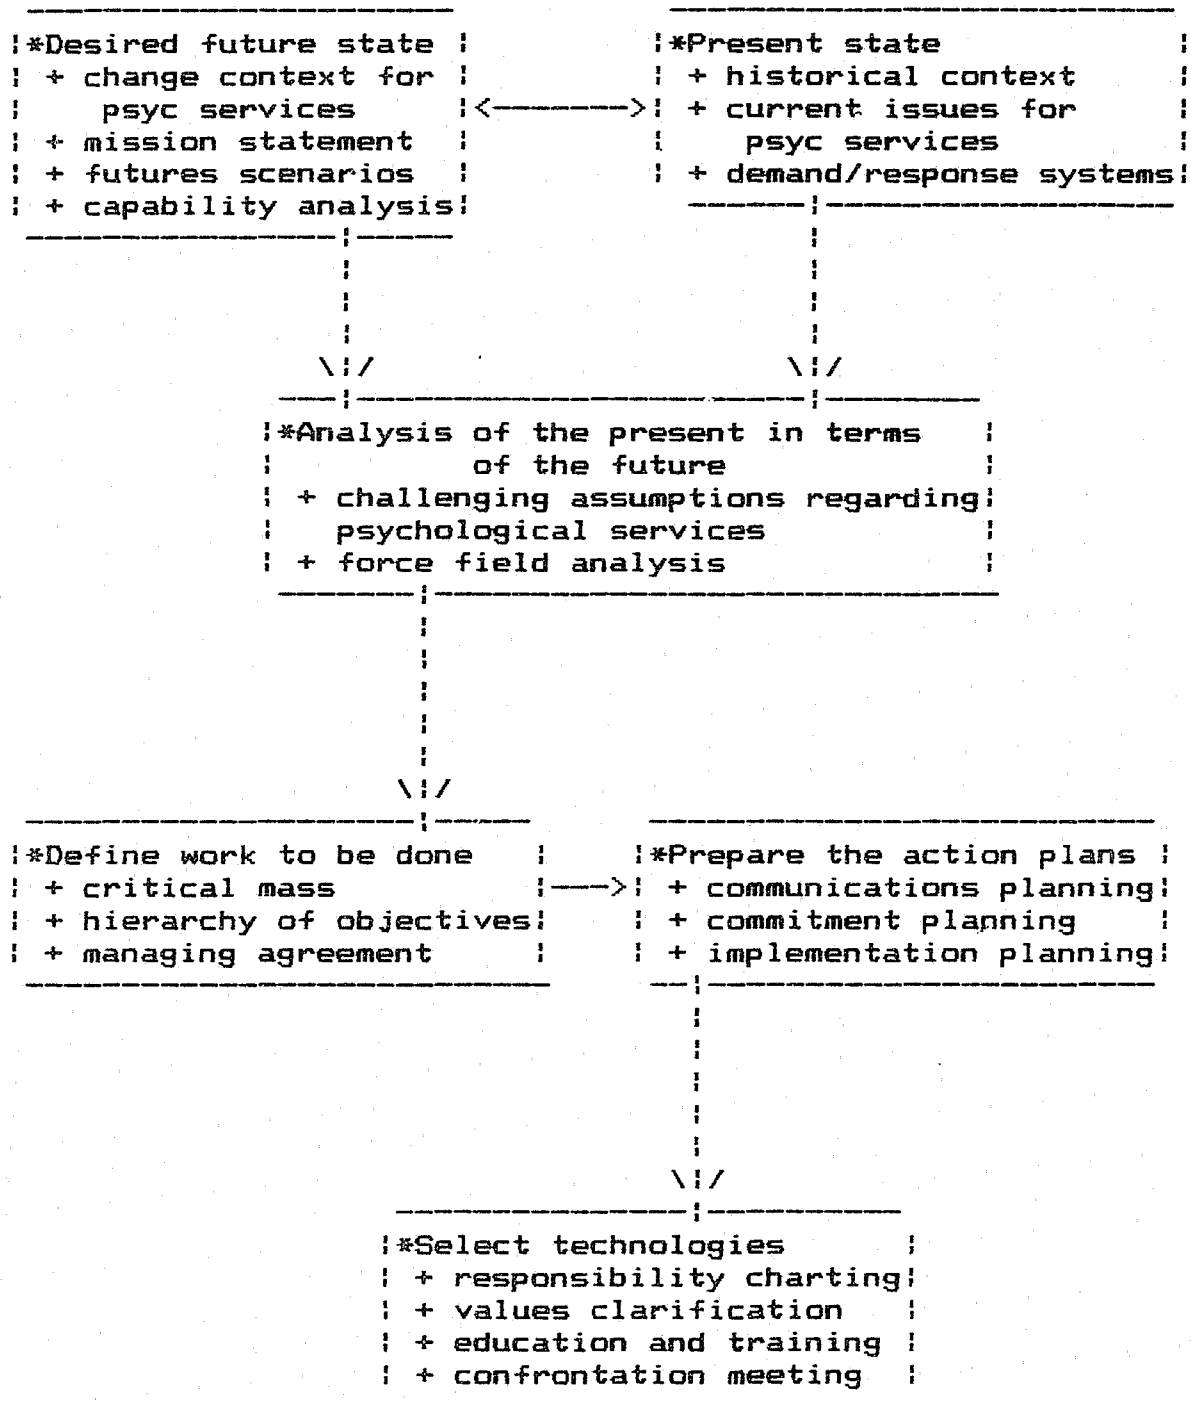 *Desired future state
+ change context for
psyc services
+ mission statement
+ futures scenarios
+ capability analysis
*Present state
+ historical context
+ current issues for
psyc services
+ demand/response systems
*Analysis of the present in terms
of the future
+ challenging assumptions regarding
psychological services
+ force field analysis
*Define work to be done
+ critical mass
+ hierarchy of objectives
+ managing agreement
*Prepare the action plans
+ communications planning
+ commitment planning
+ implementation planning
*Select technologies
+ responsibility charting
+ values clarification
+ education and training
+ confrontation meeting